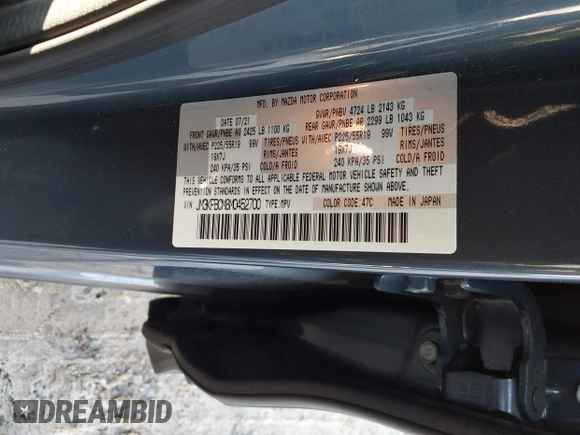 MFD. BY MAZDA MOTOR CORPORATION
DATE 07/21 GVWR/PNBV 4724 LB 2143 KG
FRONT GAWR/PNBE AV 2425 LB 1100 KG REAR GAWR/PNBE AR 2299 LB 1043 KG
WITH/AVEC P225/55R19 99V TIRES/PNEUS WITH/AVEC P225/55R19 99V TIRES/PNEUS
19X7J RIMS/JANTES 19X7J RIMS/JANTES
240 KPA/35 PSI COLD/A FROID 240 KPA/35 PSI COLD/A FROID
THIS VEHICLE CONFORMS TO ALL APPLICABLE FEDERAL MOTOR VEHICLE SAFETY AND THEFT
PREVENTION STANDARDS IN EFFECT ON THE DATE OF MANUFACTURE SHOWN ABOVE.
VIN: JM3KFBCM8M0452700 TYPE:MPV COLOR CODE:47C MADE IN JAPAN
DREAMBID